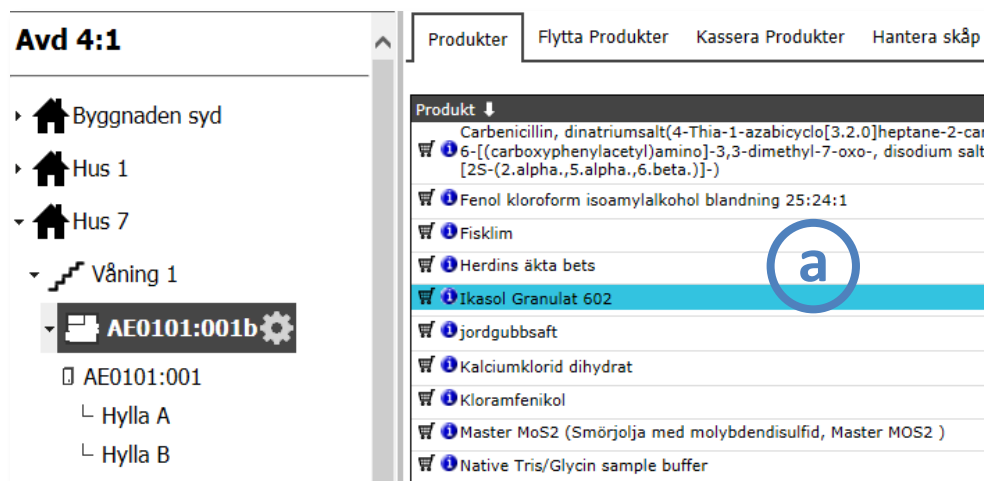 Avd 4:1
Byggnaden syd
Hus 1
Hus 7
Våning 1
AE0101:001b
AE0101:001
Hylla A
Hylla B
Produkter Flytta Produkter Kassera Produkter Hantera skåp
Produkt
Carbenicillin, dinatriumsalt(4-Thia-1-azabicyclo[3.2.0]heptane-2-car
6-[(carboxyphenylacetyl)amino]-3,3-dimethyl-7-oxo-, disodium salt
[2S-(2.alpha.,5.alpha.,6.beta.)]-)
Fenol kloroform isoamylalkohol blandning 25:24:1
Fisklim
Herdins äkta bets
a
Ikasol Granulat 602
jordgubbsaft
Kalciumklorid dihydrat
Kloramfenikol
Master MoS2 (Smörjolja med molybdendisulfid, Master MOS2 )
Native Tris/Glycin sample buffer